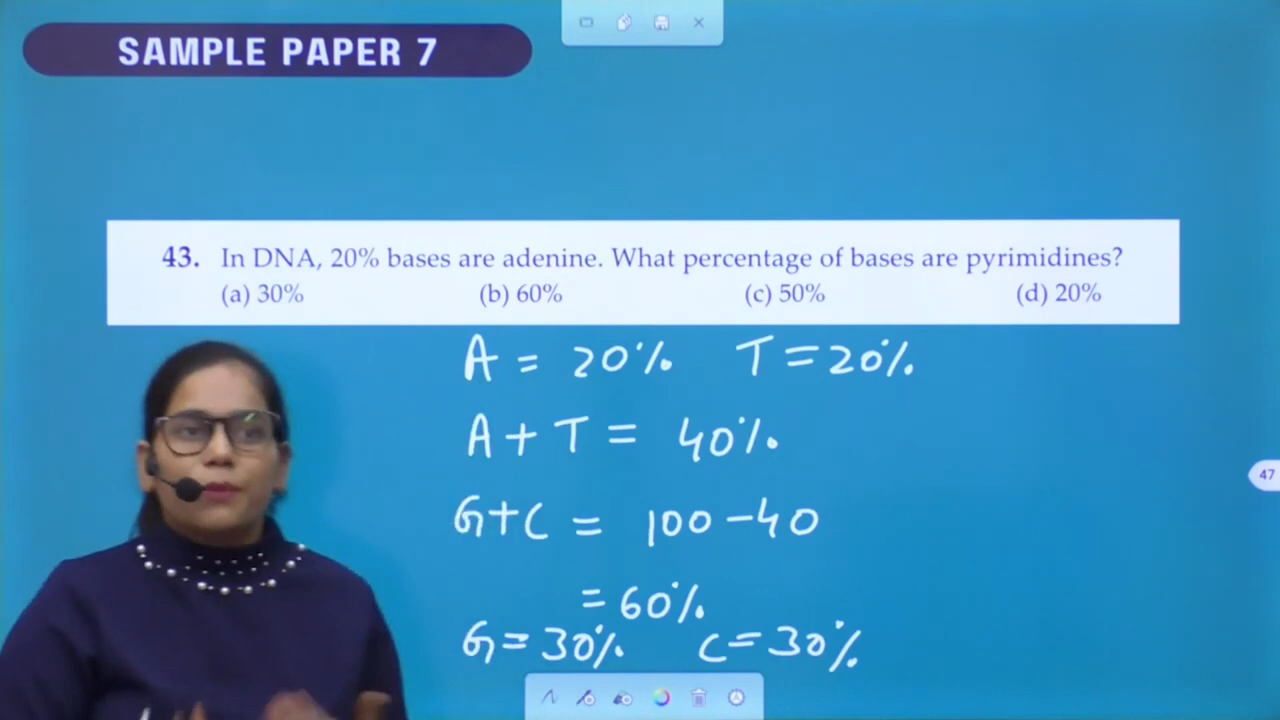 SAMPLE PAPER 7
43. In DNA, 20% bases are adenine. What percentage of bases are pyrimidines?
(a) 30% (b) 60% (c) 50% (d) 20%
A = 20% T = 20%
A + T = 40%
47
G+C = 100 - 40
= 60%
G = 30% C = 30%